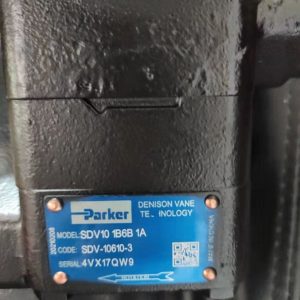 Parker
DENISON VANE
TE  INOLOGY
MODEL: SDV10 1B6B 1A
CODE: SDV-10610-3
SERIAL 4VX17QW9